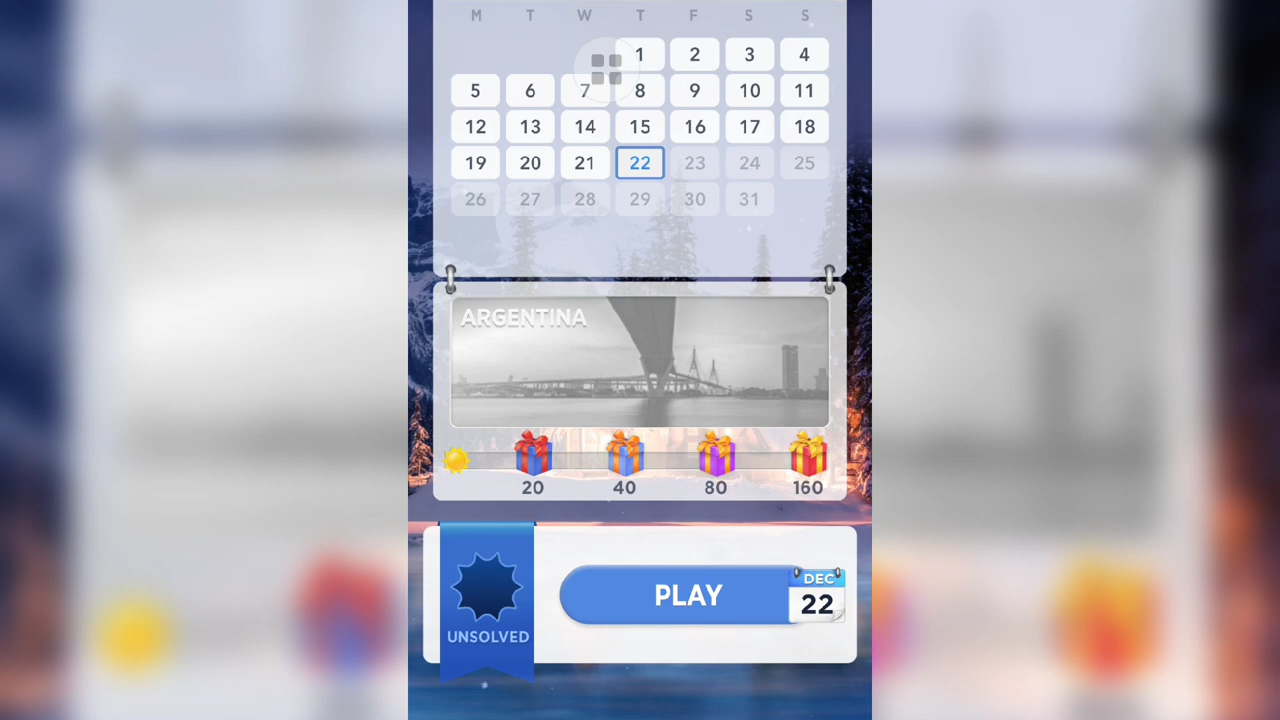 M T W T F S S
1 2 3 4
5 6 7 8 9 10 11
12 13 14 15 16 17 18
19 20 21 22 23 24 25
26 27 28 29 30 31
ARGENTINA
20 40 80 160
UNSOLVED
PLAY
DEC
22